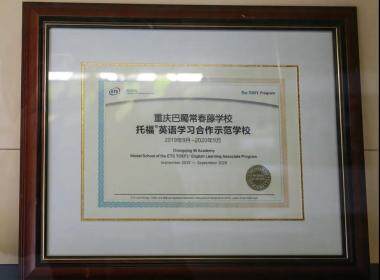 ETS
The TOEFL Program
重庆巴蜀常春藤学校
托福®英语学习合作示范学校
2019年9月—2020年9月
Chongqing IB Academy
Model School of the ETS TOEFL® English Learning Associate Program
September 2019 — September 2020